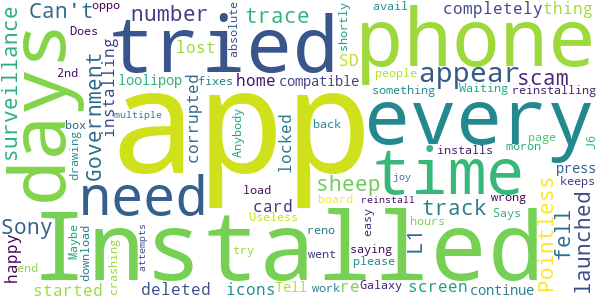 oppo
Can't
number
trace
avail
completely
thing
Does
lost
tried
phone
shortly
absolute
surveillance
days
2nd
installing
loolipop
fixes
home
compatible
SD
appear
scam
people
reinstalling
Government
corrupted
app
something
Waiting
every
box
multiple
Anybody
back
locked
installs
page
Jr
drawing
moron
need
time
sheep
joy
keeps
press
load
card
board
reinstall
track
wrong
Pointless
launched
Sony
Maybe
download
crashing
attempts
Installed
Useless
easy
hours
Says
fell
happy
reno
went
saying
L1
try
please
end
started
deleted
icons
Tell
work
re
Galaxy
screen
continue